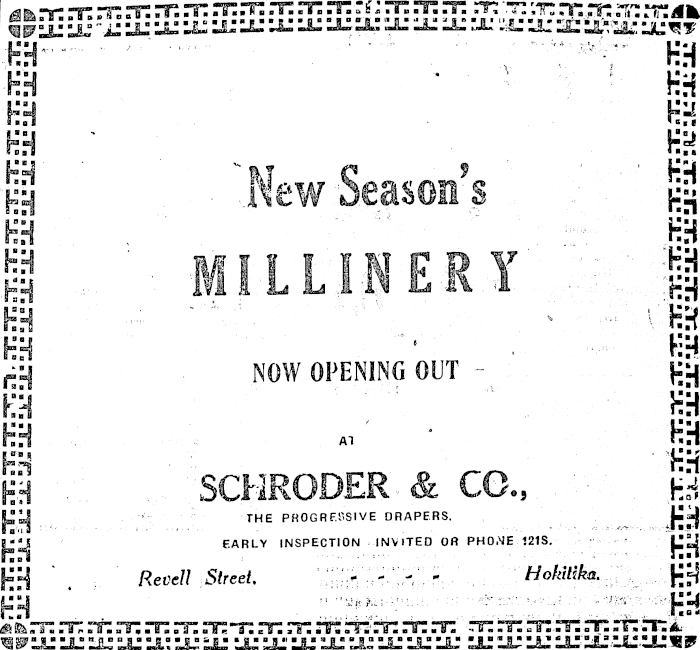 New Season's
MILLINERY
NOW OPENING OUT -
AT
SCHRODER & CO.,
THE PROGRESSIVE DRAPERS.
EARLY INSPECTION INVITED OR PHONE 121S.
Revell Street. - - - - Hokitika.